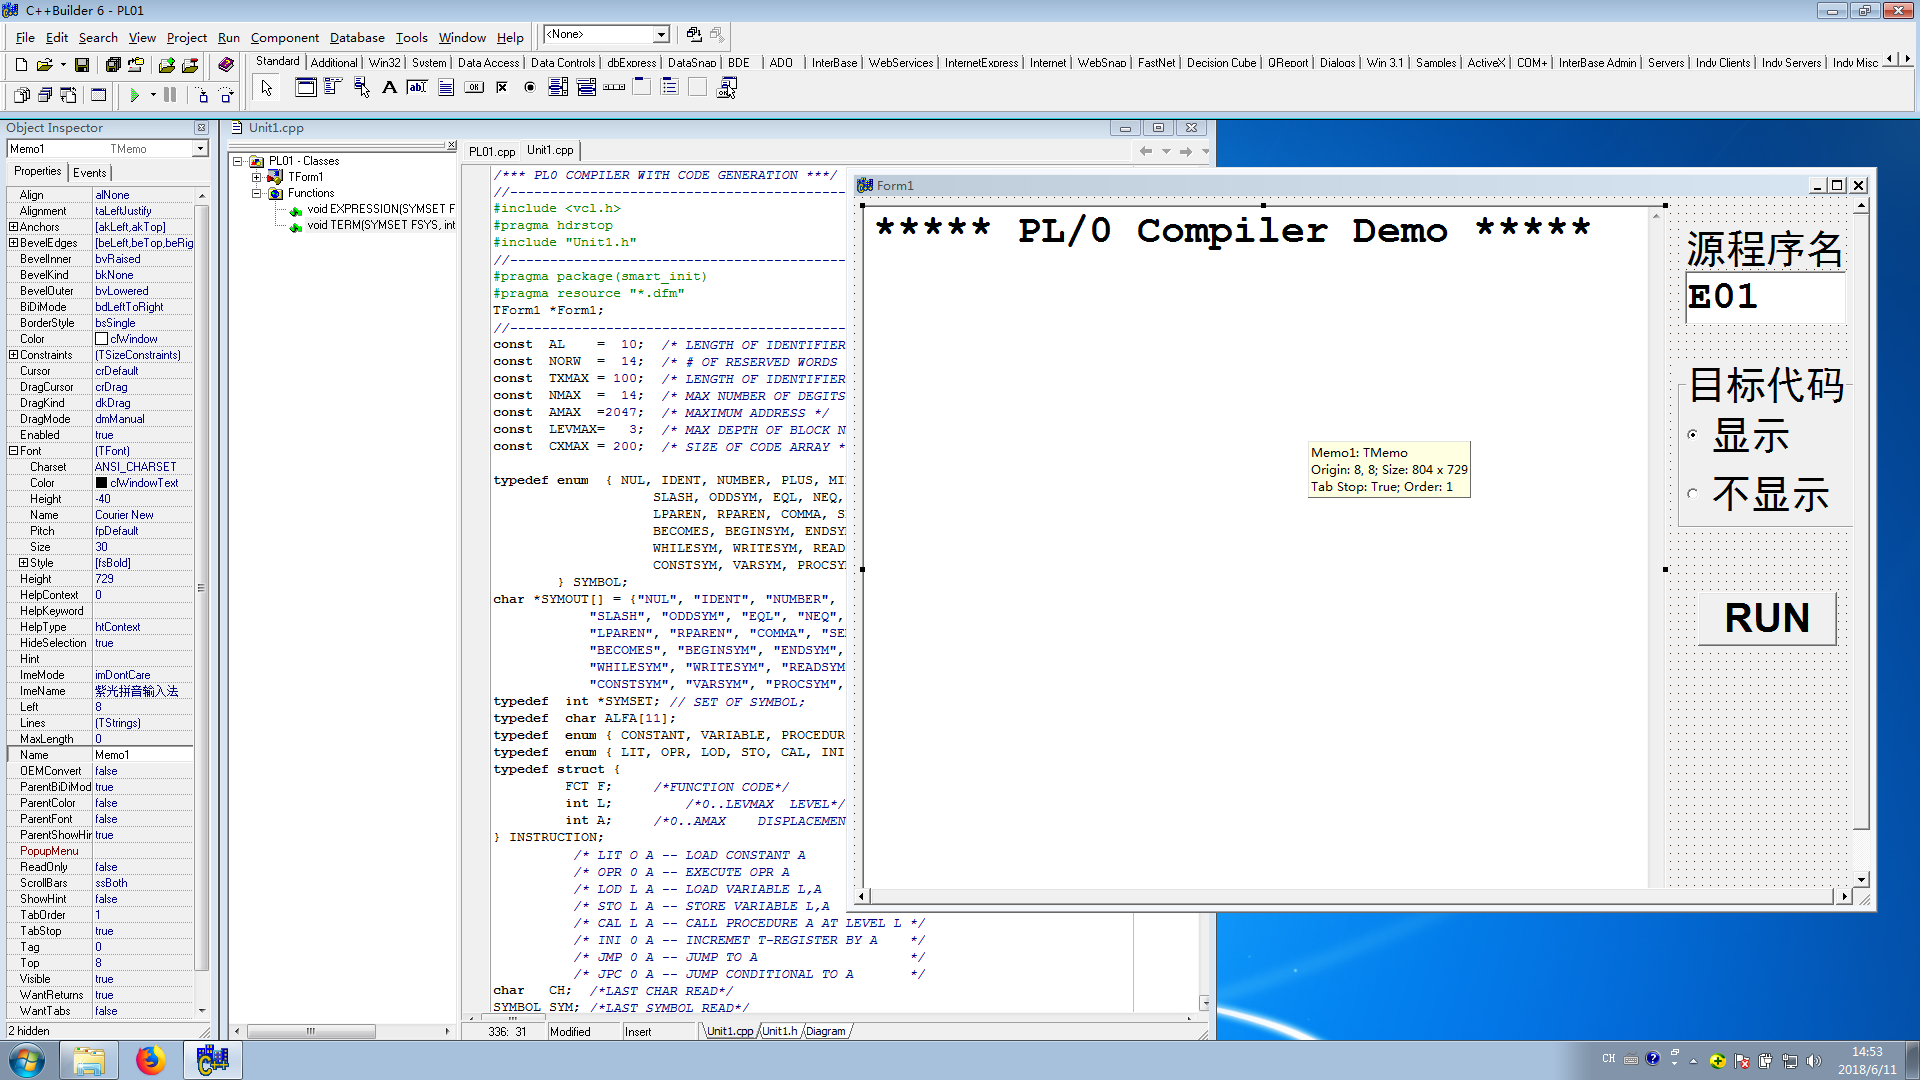 C++Builder 6 - PL01
File Edit Search View Project Run Component Database Tools Window Help
<None>
Standard Additional Win32 System Data Access Data Controls dbExpress DataSnap BDE ADO InterBase WebServices InternetExpress Internet WebSnap FastNet Decision Cube QReport Dialogs Win 3.1 Samples ActiveX COM+ InterBase Admin Servers Indy Clients Indy Servers Indy Misc
Object Inspector
Memo1 TMemo
Properties Events
Align alNone
Alignment taLeftJustify
Anchors [akLeft,akTop]
BevelEdges [beLeft,beTop,beRig
BevelInner bvRaised
BevelKind bkNone
BevelOuter bvLowered
BiDiMode bdLeftToRight
BorderStyle bsSingle
Color clWindow
Constraints (TSizeConstraints)
Cursor crDefault
DragCursor crDrag
DragKind dkDrag
DragMode dmManual
Enabled true
Font (TFont)
Charset ANSI_CHARSET
Color clWindowText
Height -40
Name Courier New
Pitch fpDefault
Size 30
Style [fsBold]
Height 729
HelpContext 0
HelpKeyword
HelpType htContext
HideSelection true
Hint
ImeMode imDontCare
ImeName 紫光拼音输入法
Left 8
Lines (TStrings)
MaxLength 0
Name Memo1
OEMConvert false
ParentBiDiMod true
ParentColor false
ParentFont false
ParentShowHin true
PopupMenu
ReadOnly false
ScrollBars ssBoth
ShowHint false
TabOrder 1
TabStop true
Tag 0
Top 8
Visible true
WantReturns true
WantTabs false
2 hidden
Unit1.cpp
PL01 - Classes
TForm1
Functions
void EXPRESSION(SYMSET F
void TERM(SYMSET FSYS, int
PL01.cpp Unit1.cpp
/*** PL0 COMPILER WITH CODE GENERATION ***/
//------------------------------------------
#include <vcl.h>
#pragma hdrstop
#include "Unit1.h"
//------------------------------------------
#pragma package(smart_init)
#pragma resource "*.dfm"
TForm1 *Form1;
//------------------------------------------
const AL = 10; /* LENGTH OF IDENTIFIER
const NORW = 14; /* # OF RESERVED WORDS
const TXMAX = 100; /* LENGTH OF IDENTIFIER
const NMAX = 14; /* MAX NUMBER OF DEGITS
const AMAX =2047; /* MAXIMUM ADDRESS */
const LEVMAX= 3; /* MAX DEPTH OF BLOCK N
const CXMAX = 200; /* SIZE OF CODE ARRAY *
typedef enum { NUL, IDENT, NUMBER, PLUS, MI
SLASH, ODDSYM, EQL, NEQ,
LPAREN, RPAREN, COMMA, S
BECOMES, BEGINSYM, ENDSY
WHILESYM, WRITESYM, READ
CONSTSYM, VARSYM, PROCSY
} SYMBOL;
char *SYMOUT[] = {"NUL", "IDENT", "NUMBER",
"SLASH", "ODDSYM", "EQL", "NEQ",
"LPAREN", "RPAREN", "COMMA", "SE
"BECOMES", "BEGINSYM", "ENDSYM",
"WHILESYM", "WRITESYM", "READSYM
"CONSTSYM", "VARSYM", "PROCSYM",
typedef int *SYMSET; // SET OF SYMBOL;
typedef char ALFA[11];
typedef enum { CONSTANT, VARIABLE, PROCEDUR
typedef enum { LIT, OPR, LOD, STO, CAL, INI
typedef struct {
FCT F; /*FUNCTION CODE*/
int L; /*0..LEVMAX LEVEL*/
int A; /*0..AMAX DISPLACEMEN
} INSTRUCTION;
/* LIT O A -- LOAD CONSTANT A
/* OPR 0 A -- EXECUTE OPR A
/* LOD L A -- LOAD VARIABLE L,A
/* STO L A -- STORE VARIABLE L,A
/* CAL L A -- CALL PROCEDURE A AT LEVEL L */
/* INI 0 A -- INCREMET T-REGISTER BY A */
/* JMP 0 A -- JUMP TO A */
/* JPC 0 A -- JUMP CONDITIONAL TO A */
char CH; /*LAST CHAR READ*/
SYMBOL SYM; /*LAST SYMBOL READ*/
336: 31 Modified Insert Unit1.cpp Unit1.h Diagram
Form1
***** PL/0 Compiler Demo *****
Memo1: TMemo
Origin: 8, 8; Size: 804 x 729
Tab Stop: True; Order: 1
源程序名
E01
目标代码
显示
不显示
RUN
CH
14:53
2018/6/11